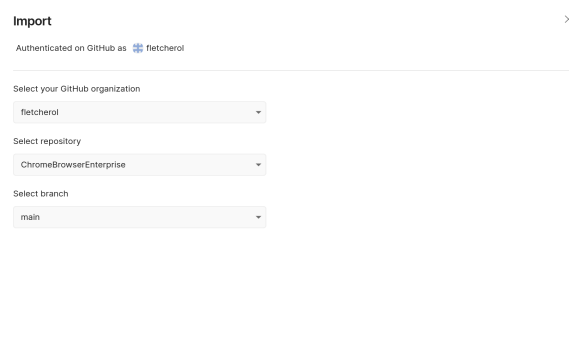 Import
Authenticated on GitHub as fletcherol
Select your GitHub organization
fletcherol
Select repository
ChromeBrowserEnterprise
Select branch
main